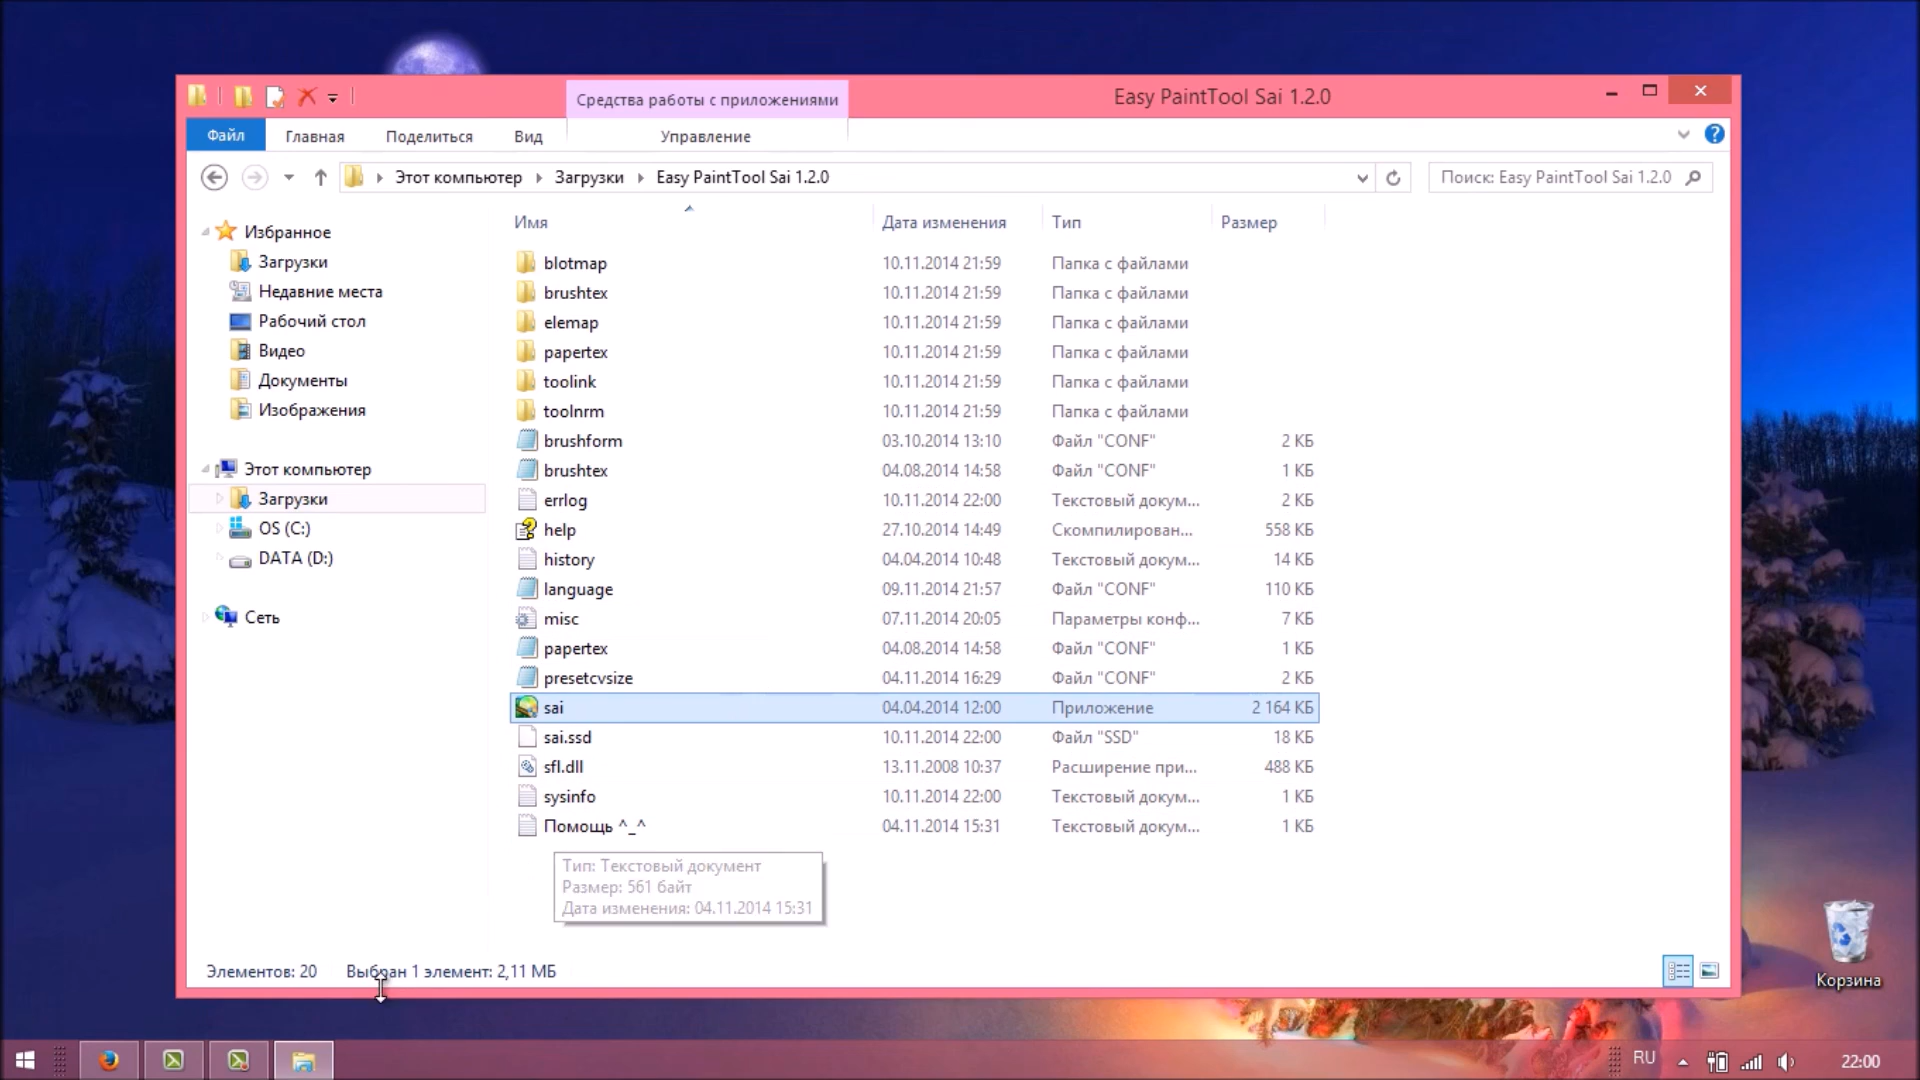 Средства работы с приложениями
Easy PaintTool Sai 1.2.0
Файл
Главная
Поделиться
Вид
Управление
Этот компьютер
Загрузки
Easy PaintTool Sai 1.2.0
Поиск: Easy PaintTool Sai 1.2.0
Имя
Дата изменения
Тип
Размер
Избранное
Загрузки
Недавние места
Рабочий стол
Видео
Документы
Изображения
Этот компьютер
Загрузки
OS (C:)
DATA (D:)
Сеть
blotmap 10.11.2014 21:59 Папка с файлами
brushtex 10.11.2014 21:59 Папка с файлами
elemap 10.11.2014 21:59 Папка с файлами
papertex 10.11.2014 21:59 Папка с файлами
toolink 10.11.2014 21:59 Папка с файлами
toolnrm 10.11.2014 21:59 Папка с файлами
brushform 03.10.2014 13:10 Файл "CONF" 2 КБ
brushtex 04.08.2014 14:58 Файл "CONF" 1 КБ
errlog 10.11.2014 22:00 Текстовый докум... 2 КБ
help 27.10.2014 14:49 Скомпилирован... 558 КБ
history 04.04.2014 10:48 Текстовый докум... 14 КБ
language 09.11.2014 21:57 Файл "CONF" 110 КБ
misc 07.11.2014 20:05 Параметры конф... 7 КБ
papertex 04.08.2014 14:58 Файл "CONF" 1 КБ
presetcvsize 04.11.2014 16:29 Файл "CONF" 2 КБ
sai 04.04.2014 12:00 Приложение 2 164 КБ
sai.ssd 10.11.2014 22:00 Файл "SSD" 18 КБ
sfl.dll 13.11.2008 10:37 Расширение при... 488 КБ
sysinfo 10.11.2014 22:00 Текстовый докум... 1 КБ
Помощь ^_^ 04.11.2014 15:31 Текстовый докум... 1 КБ
Тип: Текстовый документ
Размер: 561 байт
Дата изменения: 04.11.2014 15:31
Элементов: 20
Выбран 1 элемент: 2,11 МБ
Корзина
RU
22:00